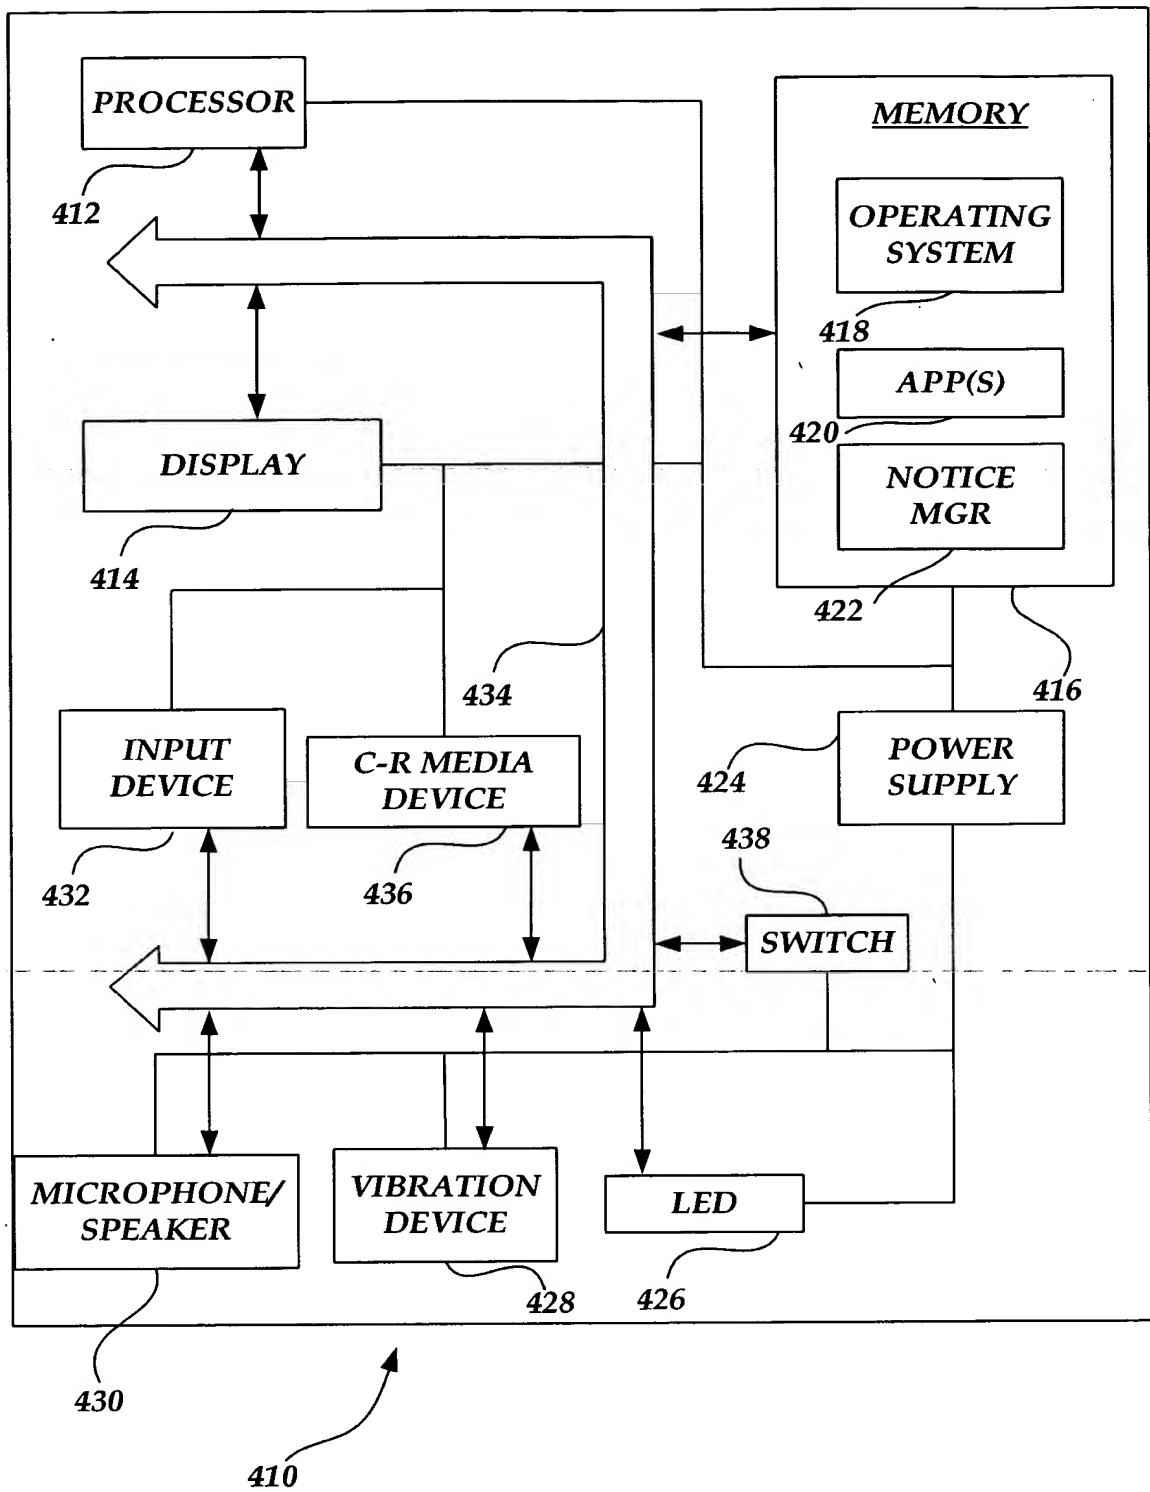 PROCESSOR
412
MEMORY
OPERATING
SYSTEM
418
APP(S)
420
NOTICE
MGR
422
416
DISPLAY
414
434
INPUT
DEVICE
432
C-R MEDIA
DEVICE
436
POWER
SUPPLY
424
438
SWITCH
MICROPHONE/
SPEAKER
430
VIBRATION
DEVICE
428
LED
426
410